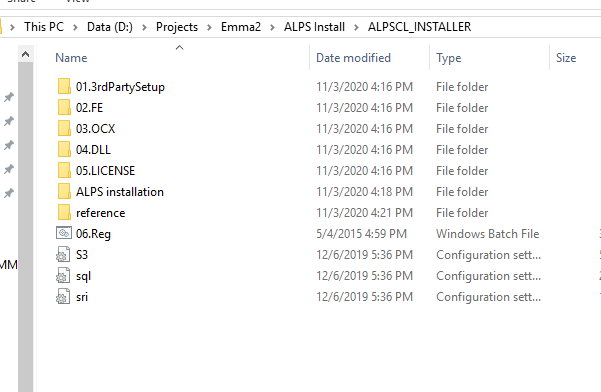 This PC > Data (D:) > Projects > Emma2 > ALPS Install > ALPSCL_INSTALLER
Name Date modified Type Size
01.3rdPartySetup 11/3/2020 4:16 PM File folder
02.FE 11/3/2020 4:16 PM File folder
03.OCX 11/3/2020 4:16 PM File folder
04.DLL 11/3/2020 4:16 PM File folder
05.LICENSE 11/3/2020 4:16 PM File folder
ALPS installation 11/3/2020 4:18 PM File folder
reference 11/3/2020 4:21 PM File folder
06.Reg 5/4/2015 4:59 PM Windows Batch File
S3 12/6/2019 5:36 PM Configuration sett...
sql 12/6/2019 5:36 PM Configuration sett...
sri 12/6/2019 5:36 PM Configuration sett...